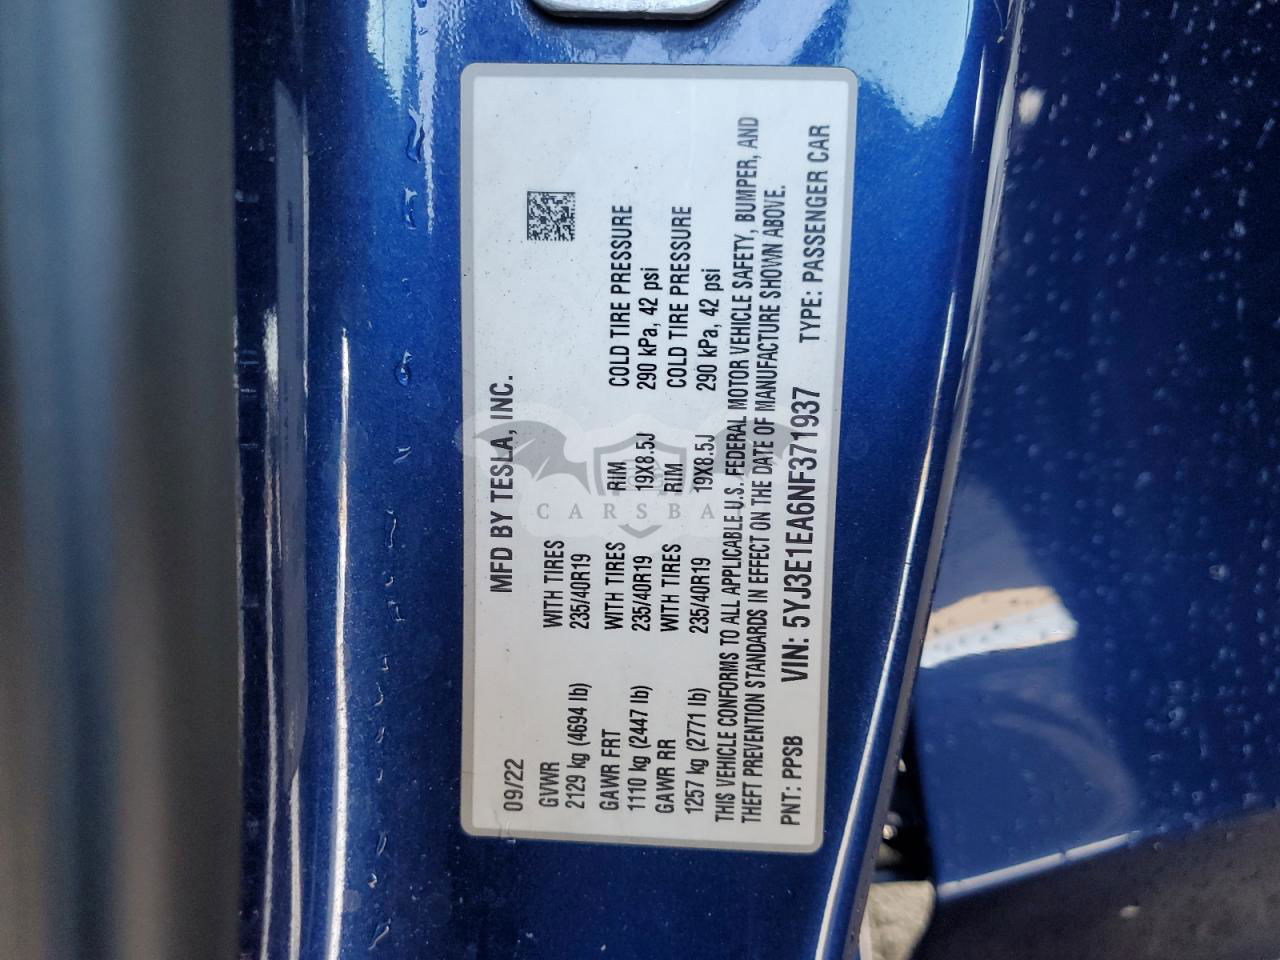 09/22 MFD BY TESLA, INC.
GVWR WITH TIRES
2129 kg (4694 lb) 235/40R19
GAWR FRT WITH TIRES RIM COLD TIRE PRESSURE
1110 kg (2447 lb) 235/40R19 19X8.5J 290 kPa, 42 psi
GAWR RR WITH TIRES RIM COLD TIRE PRESSURE
1257 kg (2771 lb) 235/40R19 19X8.5J 290 kPa, 42 psi
THIS VEHICLE CONFORMS TO ALL APPLICABLE U.S. FEDERAL MOTOR VEHICLE SAFETY, BUMPER, AND
THEFT PREVENTION STANDARDS IN EFFECT ON THE DATE OF MANUFACTURE SHOWN ABOVE.
PNT: PPSB VIN: 5YJ3E1EA6NF371937 TYPE: PASSENGER CAR
CARSBA